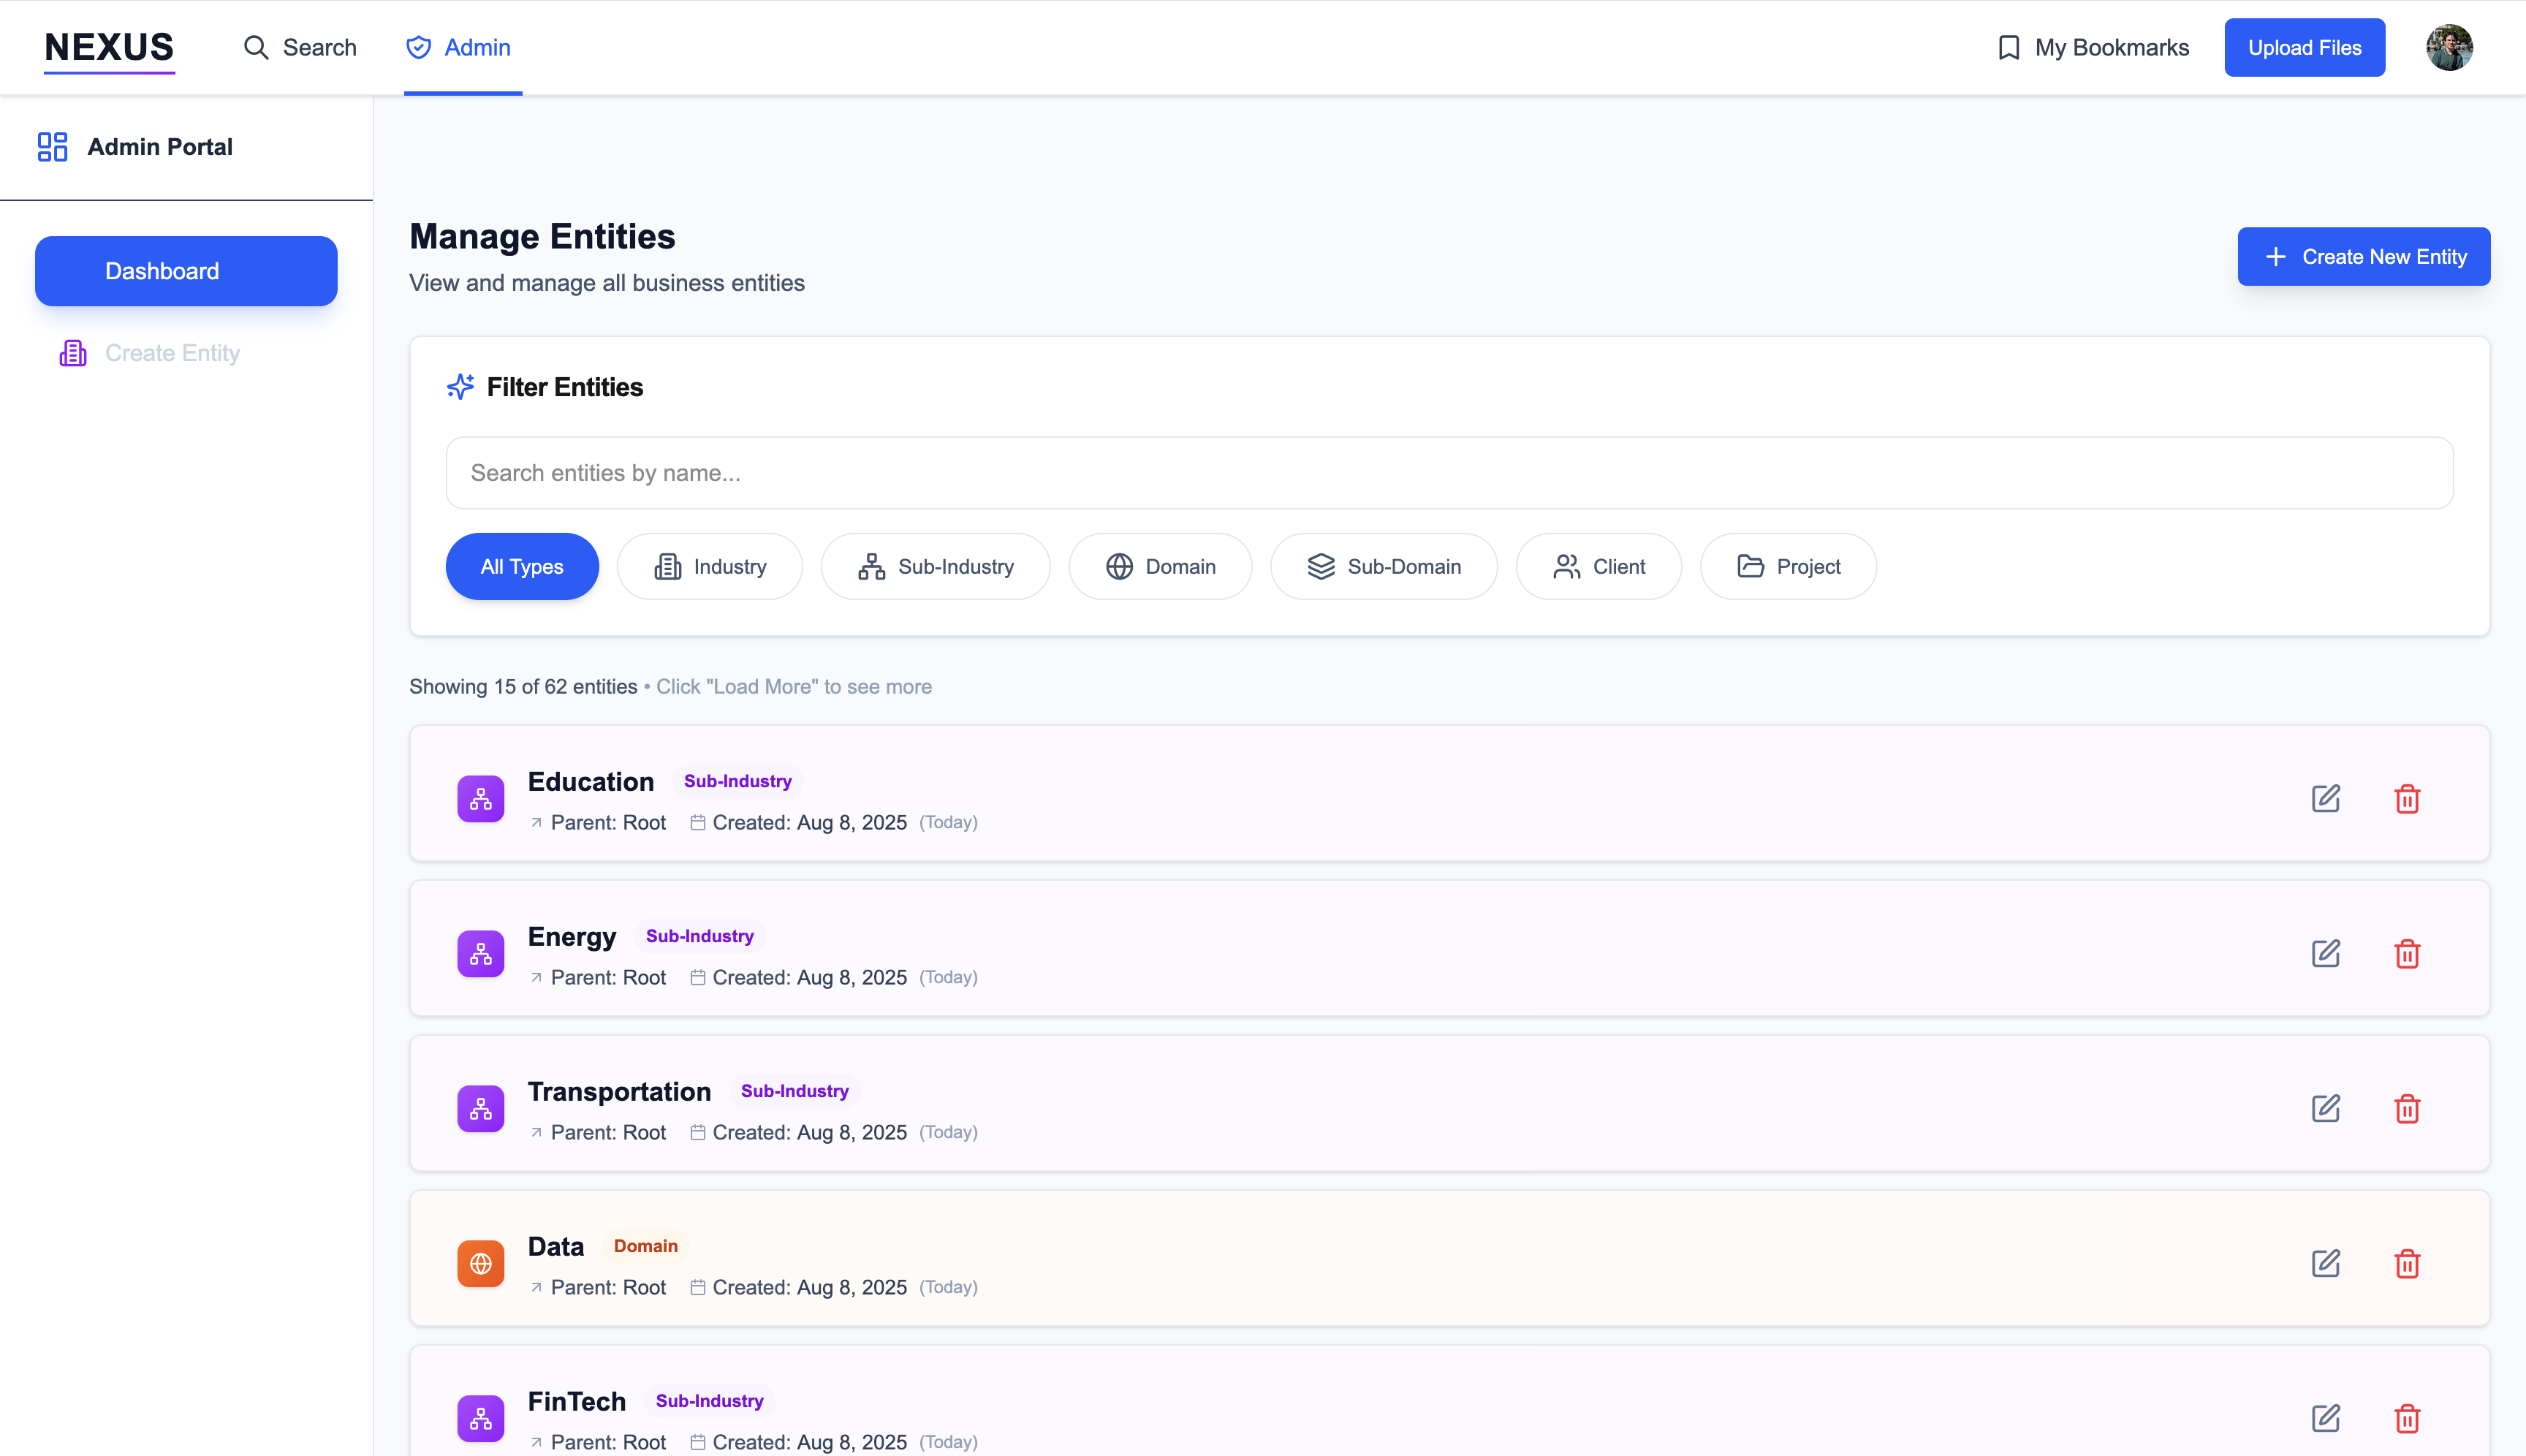 NEXUS
Search
Admin
My Bookmarks
Upload Files
Admin Portal
Dashboard
Create Entity
Manage Entities
View and manage all business entities
Create New Entity
Filter Entities
Search entities by name...
All Types
Industry
Sub-Industry
Domain
Sub-Domain
Client
Project
Showing 15 of 62 entities • Click "Load More" to see more
Education Sub-Industry
Parent: Root Created: Aug 8, 2025 (Today)
Energy Sub-Industry
Parent: Root Created: Aug 8, 2025 (Today)
Transportation Sub-Industry
Parent: Root Created: Aug 8, 2025 (Today)
Data Domain
Parent: Root Created: Aug 8, 2025 (Today)
FinTech Sub-Industry
Parent: Root Created: Aug 8, 2025 (Today)